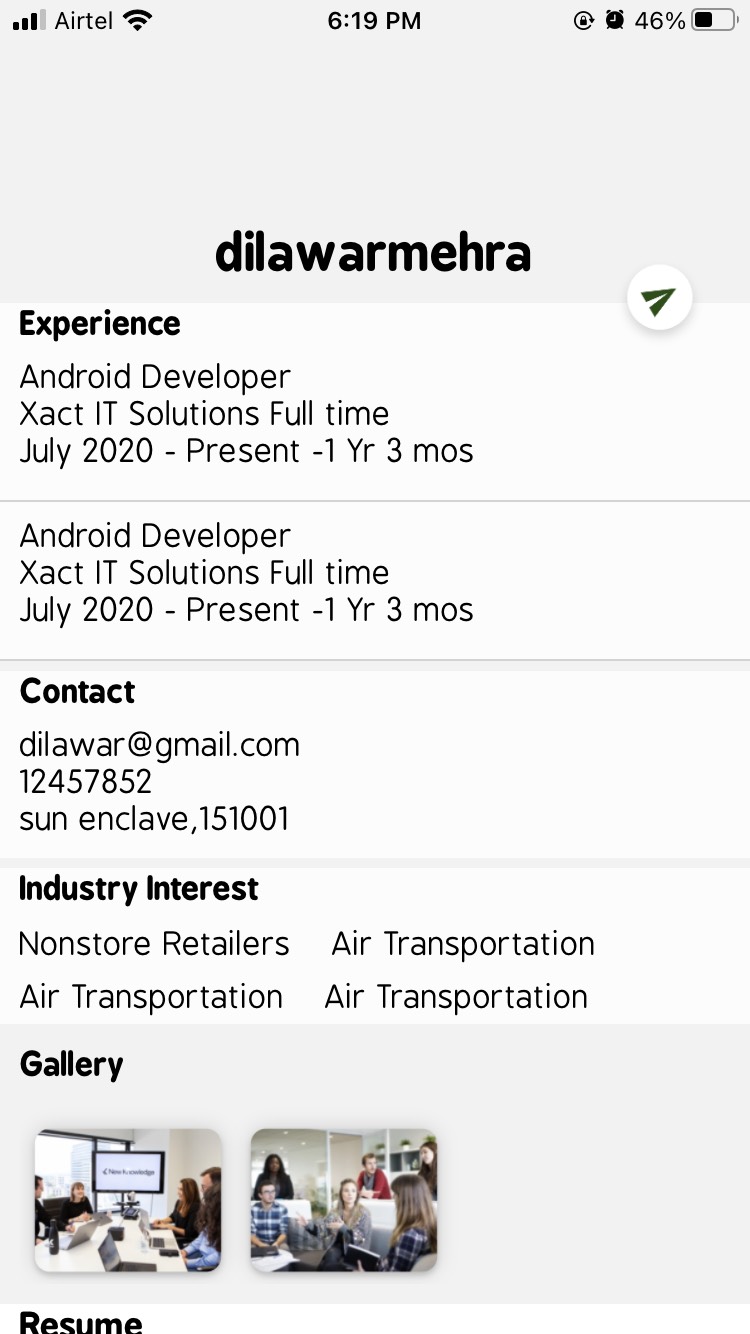 Airtel 6:19 PM 46%
dilawarmehra
Experience
Android Developer
Xact IT Solutions Full time
July 2020 - Present -1 Yr 3 mos
Android Developer
Xact IT Solutions Full time
July 2020 - Present -1 Yr 3 mos
Contact
dilawar@gmail.com
12457852
sun enclave,151001
Industry Interest
Nonstore Retailers Air Transportation
Air Transportation Air Transportation
Gallery
New Knowledge
Resume